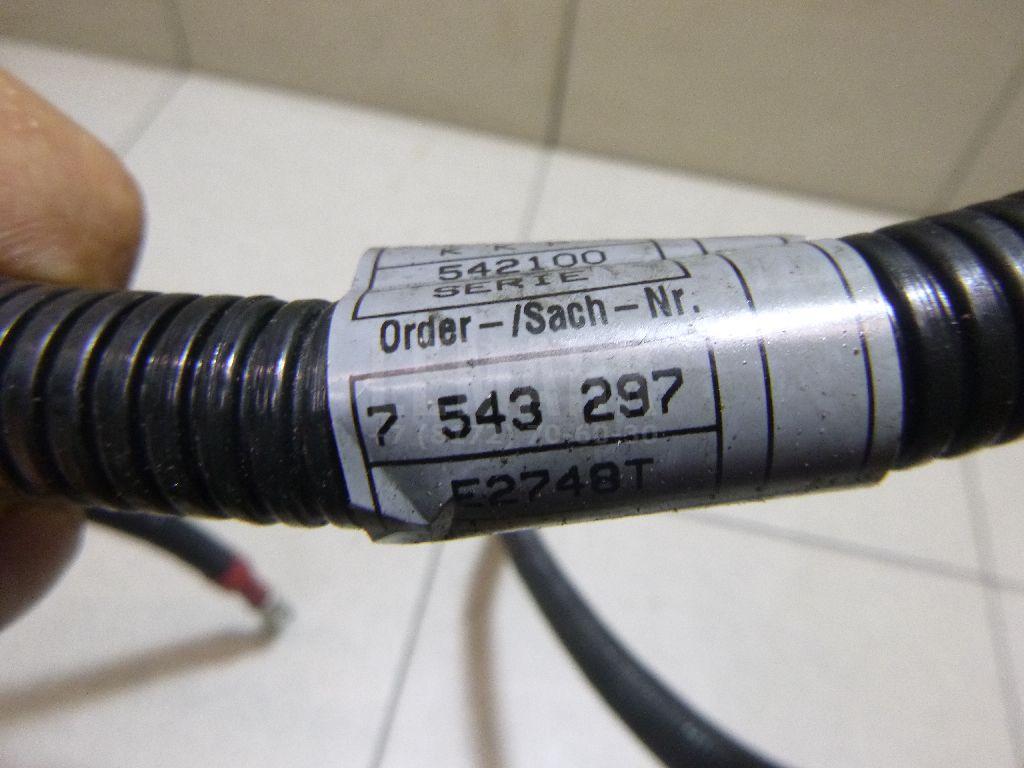 542100
SERIE
Order-/Sach-Nr.
7 543 297
E2748T